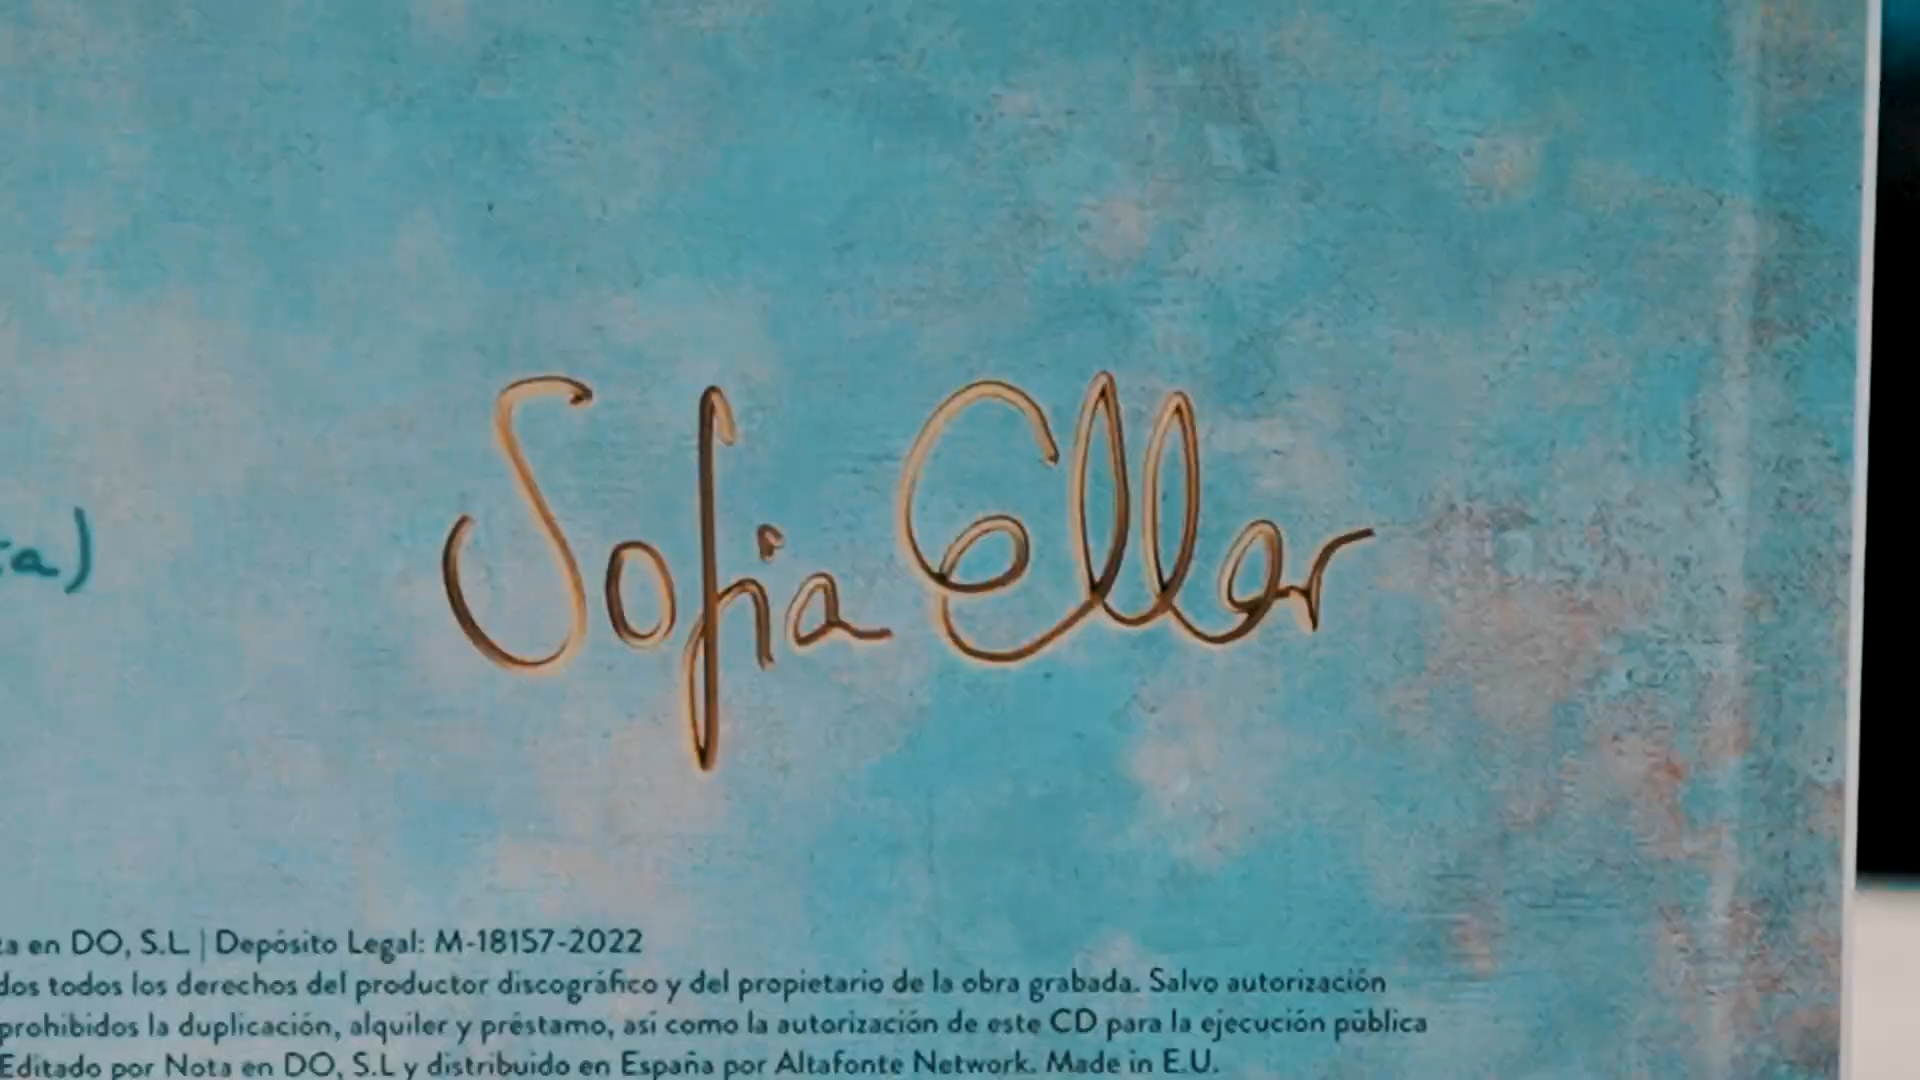 Sofia Ellar
a)
en DO, S.L | Depósito Legal: M-18157-2022
todos los derechos del productor discográfico y del propietario de la obra grabada. Salvo autorización
prohibidos la duplicación, alquiler y préstamo, así como la autorización de este CD para la ejecución pública
Editado por Nota en DO, S.L y distribuido en España por Altafonte Network. Made in E.U.